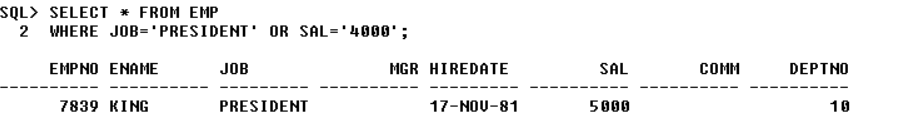 SQL> SELECT * FROM EMP
2 WHERE JOB='PRESIDENT' OR SAL='4000';
EMPNO ENAME JOB MGR HIREDATE SAL COMM DEPTNO
---------- ---------- --------- ---------- --------- ---------- ---------- ----------
7839 KING PRESIDENT 17-NOV-81 5000 10